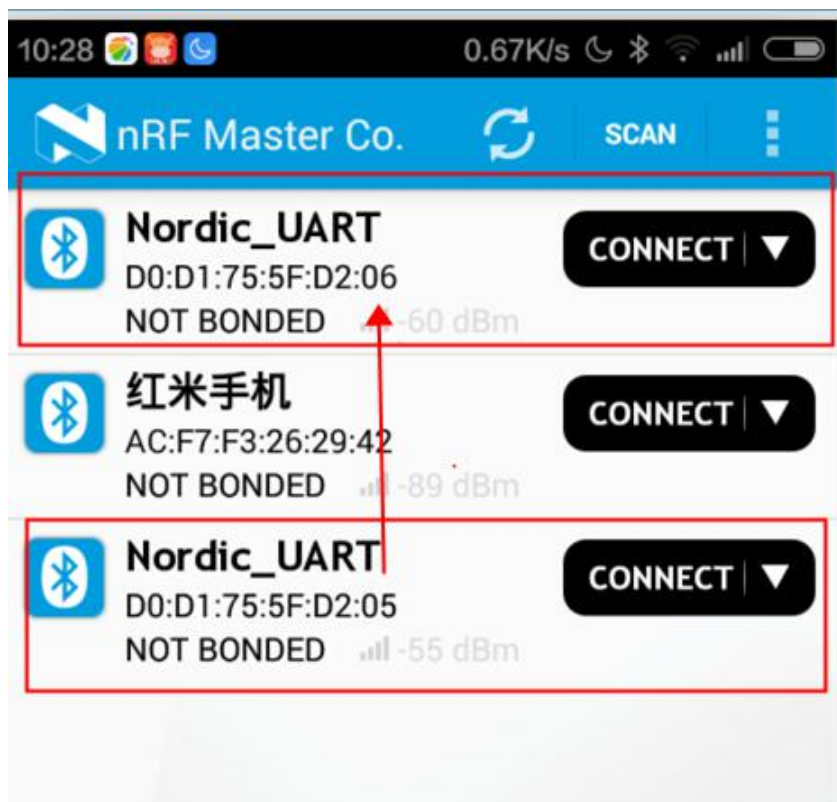 10:28 0.67K/s
nRF Master Co. SCAN
Nordic_UART
D0:D1:75:5F:D2:06
NOT BONDED -60 dBm
CONNECT
红米手机
AC:F7:F3:26:29:42
NOT BONDED -89 dBm
CONNECT
Nordic_UART
D0:D1:75:5F:D2:05
NOT BONDED -55 dBm
CONNECT